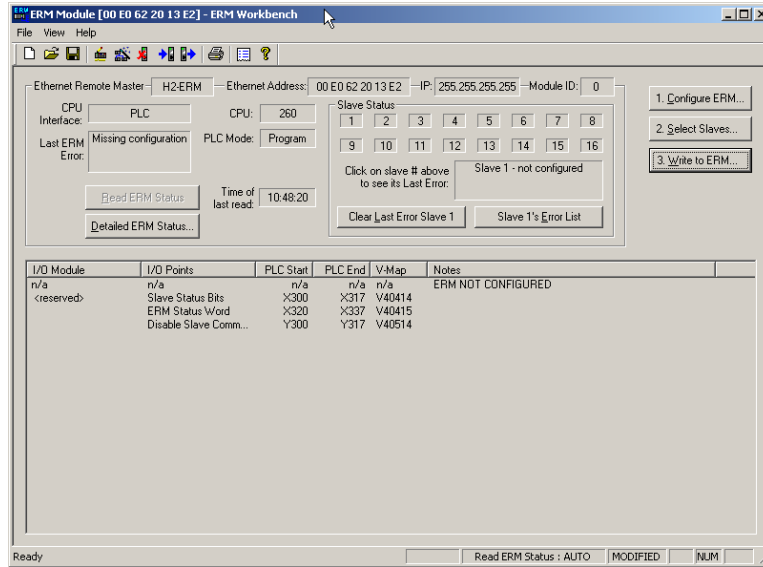 ERM Module [00 E0 62 20 13 E2] - ERM Workbench
File View Help
Ethernet Remote Master H2-ERM Ethernet Address: 00 E0 62 20 13 E2 IP: 255.255.255.255 Module ID: 0
CPU Interface: PLC CPU: 260
Last ERM Error: Missing configuration PLC Mode: Program
Read ERM Status Time of last read: 10:48:20
Detailed ERM Status...
Slave Status
1 2 3 4 5 6 7 8
9 10 11 12 13 14 15 16
Click on slave # above to see its Last Error: Slave 1 - not configured
Clear Last Error Slave 1 Slave 1's Error List
1. Configure ERM...
2. Select Slaves...
3. Write to ERM...
I/O Module I/O Points PLC Start PLC End V-Map Notes
n/a n/a n/a n/a n/a ERM NOT CONFIGURED
<reserved> Slave Status Bits X300 X317 V40414
ERM Status Word X320 X337 V40415
Disable Slave Comm... Y300 Y317 V40514
Ready Read ERM Status : AUTO MODIFIED NUM